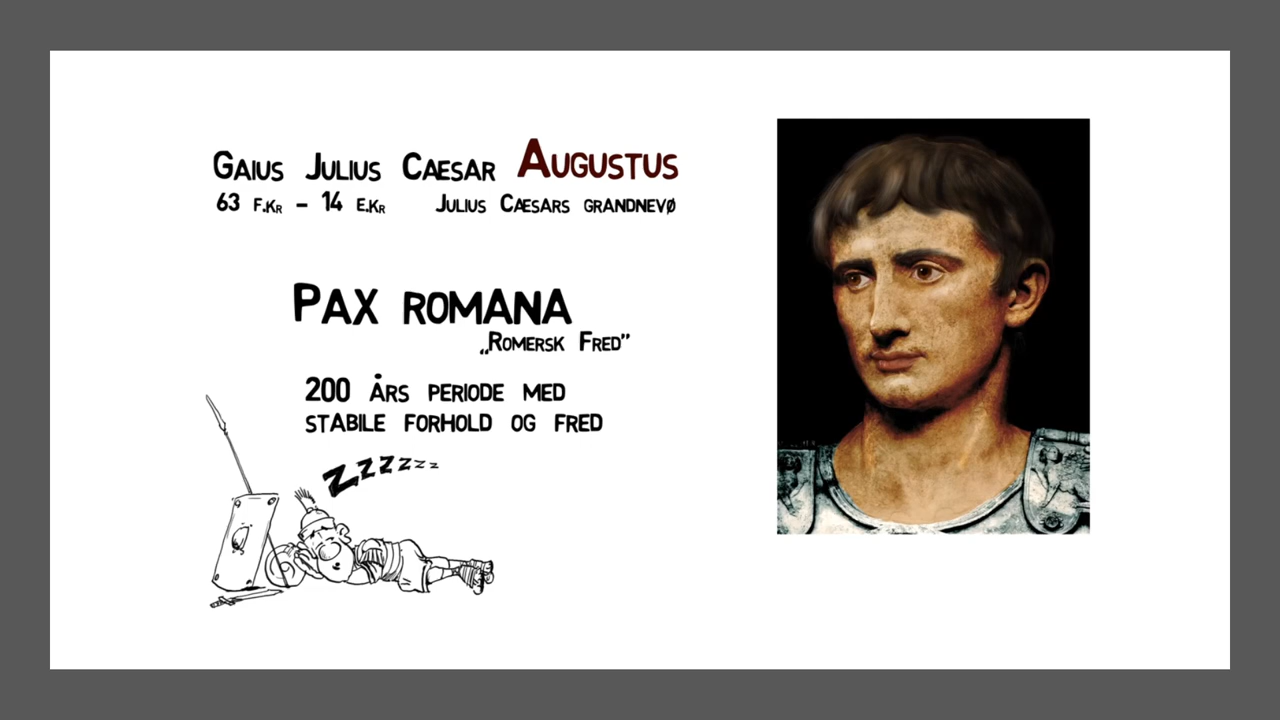 Gaius Julius Caesar Augustus
63 f.Kr – 14 e.Kr Julius Cæsars grandnevø
Pax romana
„Romersk Fred”
200 års periode med
stabile forhold og fred
Zzzzzzz